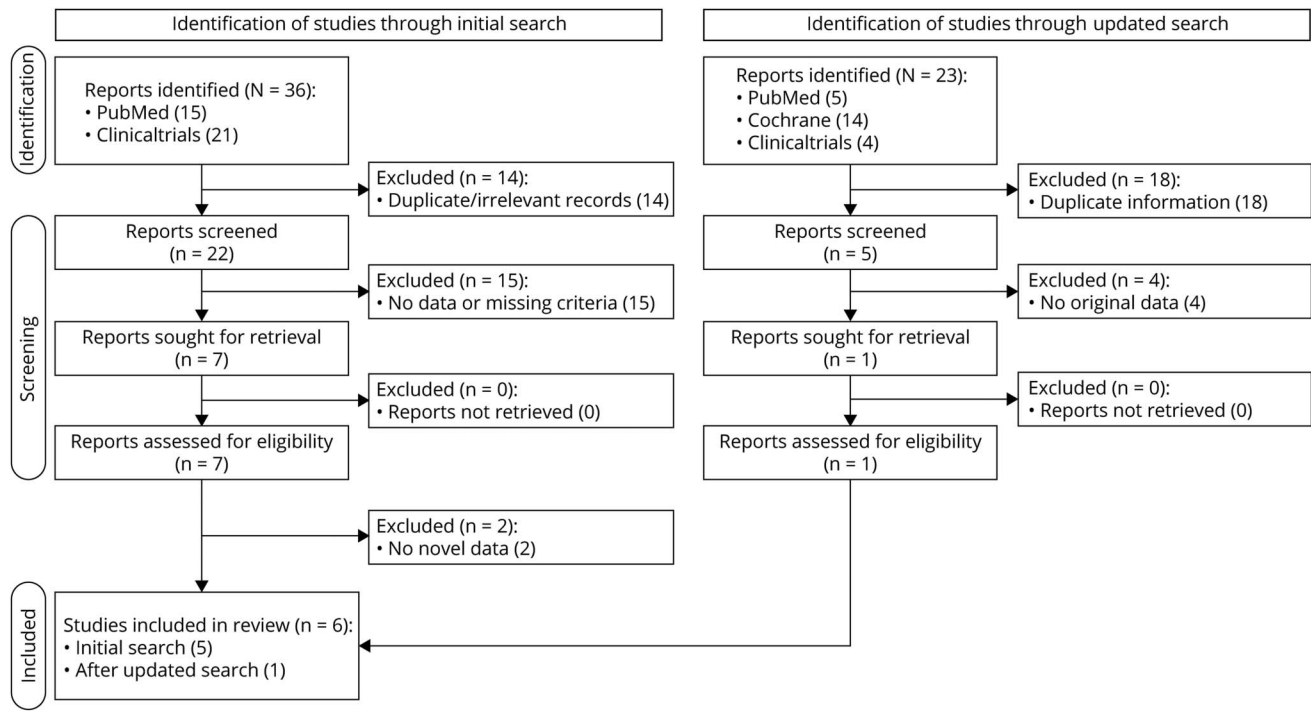 Identification of studies through initial search
Identification of studies through updated search
Identification
Reports identified (N = 36):
• PubMed (15)
• Clinicaltrials (21)
Reports identified (N = 23):
• PubMed (5)
• Cochrane (14)
• Clinicaltrials (4)
Excluded (n = 14):
• Duplicate/irrelevant records (14)
Excluded (n = 18):
• Duplicate information (18)
Screening
Reports screened
(n = 22)
Reports screened
(n = 5)
Excluded (n = 15):
• No data or missing criteria (15)
Excluded (n = 4):
• No original data (4)
Reports sought for retrieval
(n = 7)
Reports sought for retrieval
(n = 1)
Excluded (n = 0):
• Reports not retrieved (0)
Excluded (n = 0):
• Reports not retrieved (0)
Reports assessed for eligibility
(n = 7)
Reports assessed for eligibility
(n = 1)
Excluded (n = 2):
• No novel data (2)
Included
Studies included in review (n = 6):
• Initial search (5)
• After updated search (1)